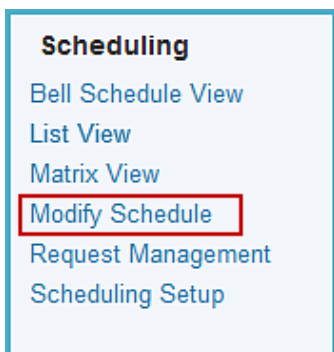 Scheduling
Bell Schedule View
List View
Matrix View
Modify Schedule
Request Management
Scheduling Setup